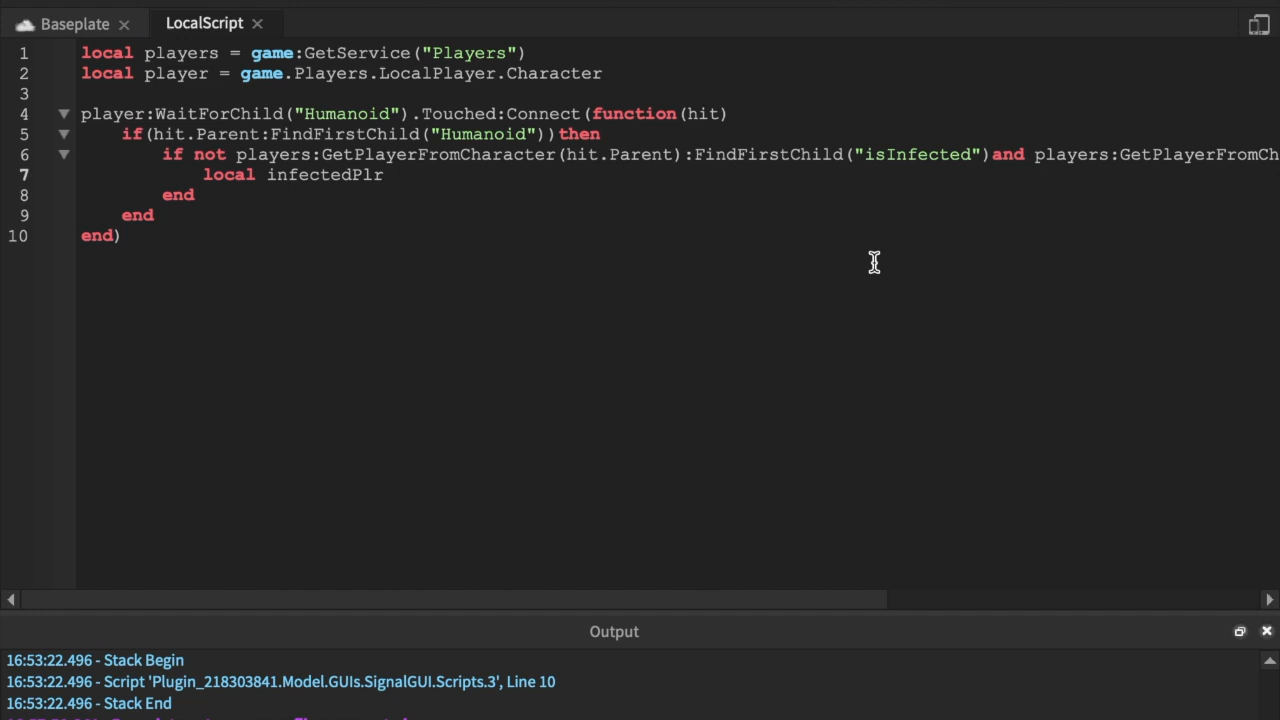 Baseplate
LocalScript
1 local players = game:GetService("Players")
2 local player = game.Players.LocalPlayer.Character
3
4 player:WaitForChild("Humanoid").Touched:Connect(function(hit)
5 if(hit.Parent:FindFirstChild("Humanoid"))then
6 if not players:GetPlayerFromCharacter(hit.Parent):FindFirstChild("isInfected")and players:GetPlayerFromCh
7 local infectedPlr
8 end
9 end
10 end)
Output
16:53:22.496 - Stack Begin
16:53:22.496 - Script 'Plugin_218303841.Model.GUIs.SignalGUI.Scripts.3', Line 10
16:53:22.496 - Stack End